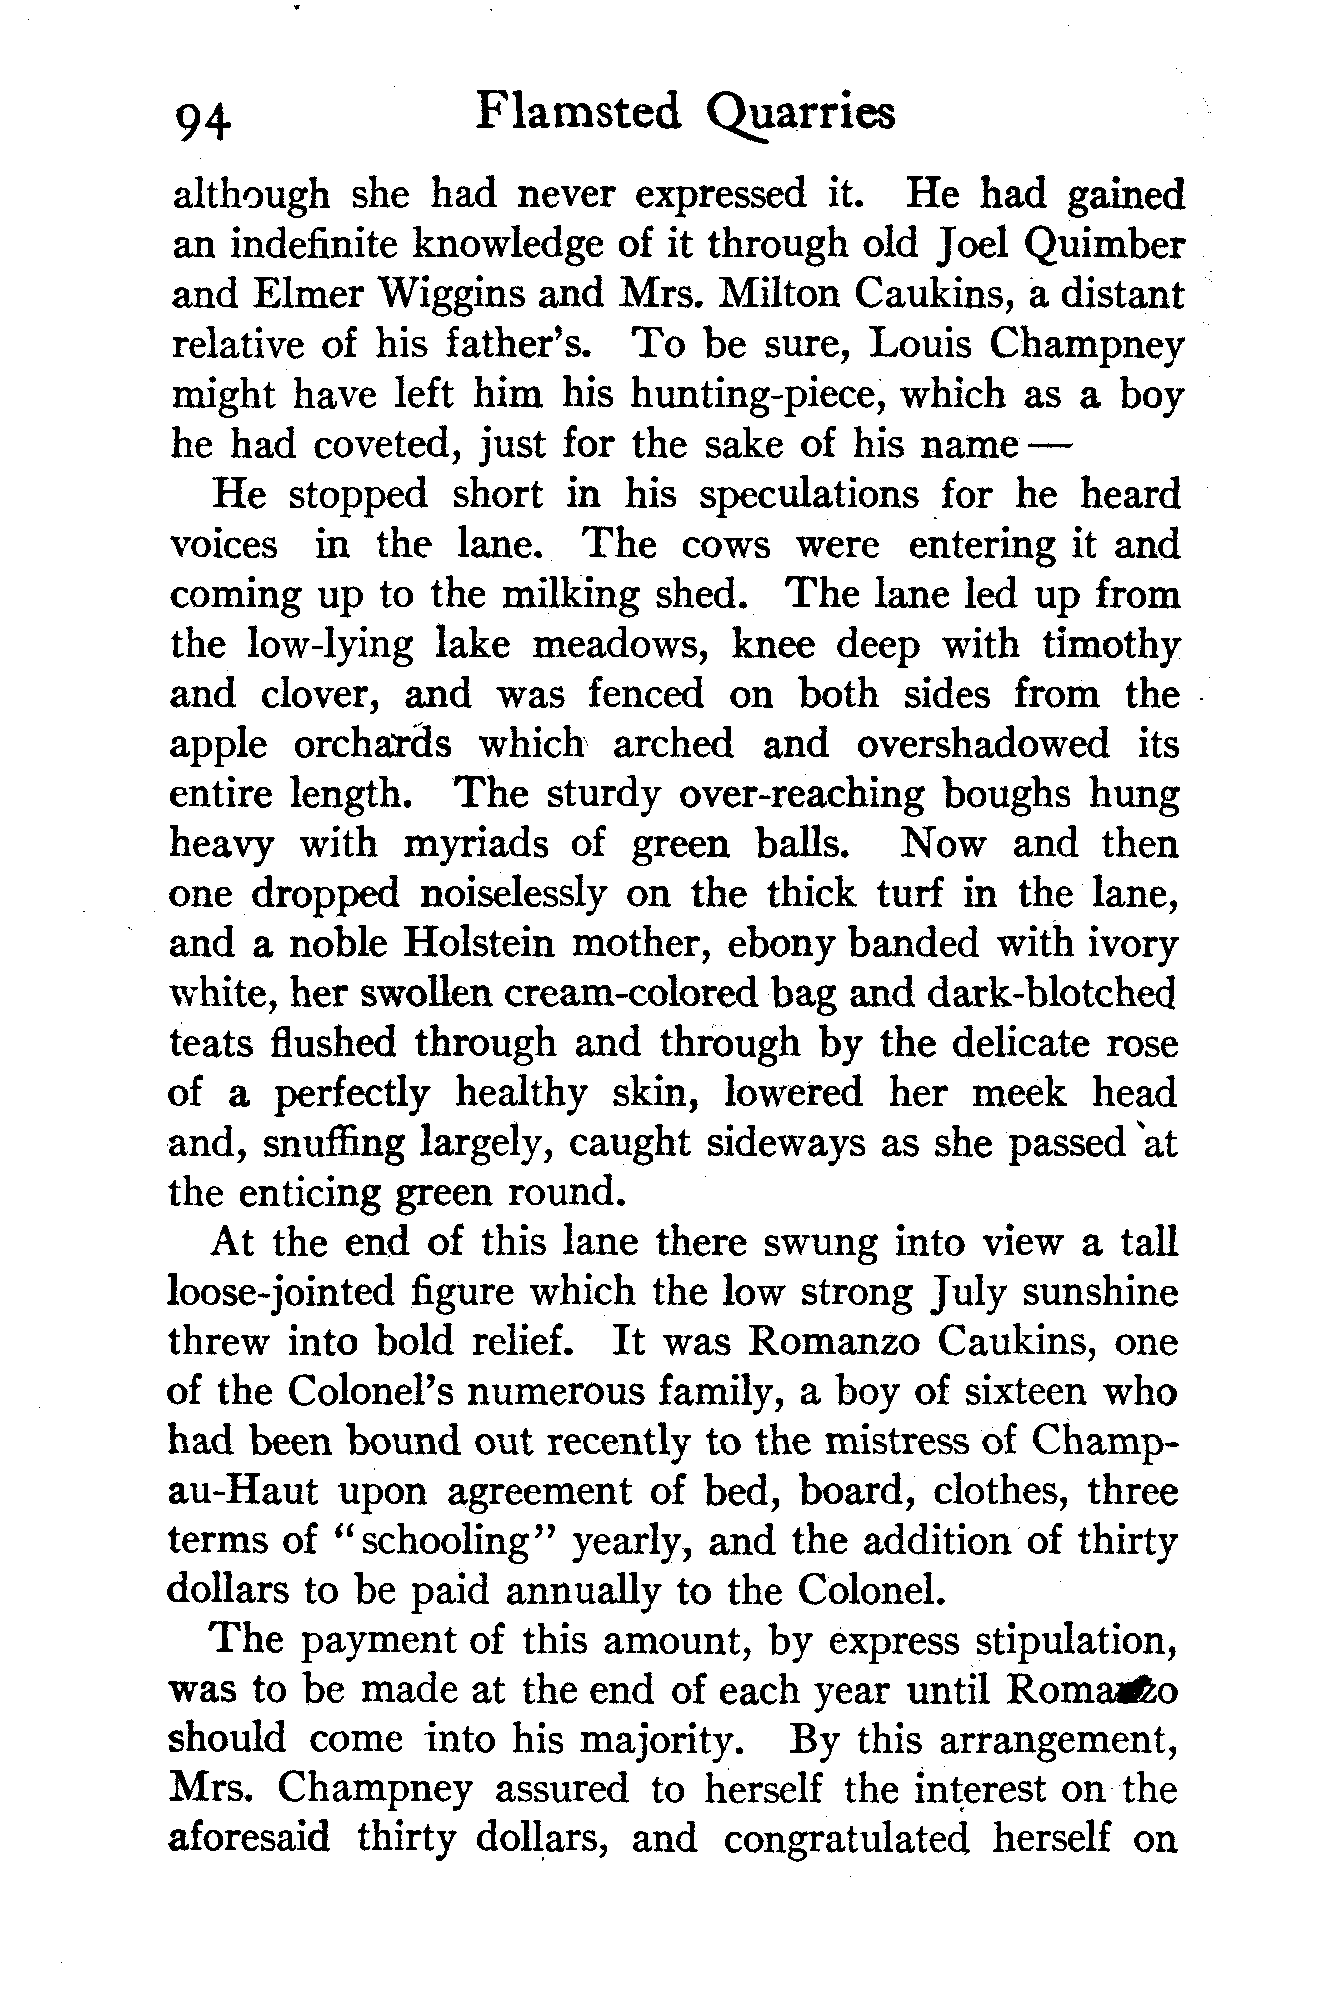 94 Flamsted Quarries
although she had never expressed it. He had gained
an indefinite knowledge of it through old Joel Quimber
and Elmer Wiggins and Mrs. Milton Caukins, a distant
relative of his father's. To be sure, Louis Champney
might have left him his hunting-piece, which as a boy
he had coveted, just for the sake of his name —
He stopped short in his speculations for he heard
voices in the lane. The cows were entering it and
coming up to the milking shed. The lane led up from
the low-lying lake meadows, knee deep with timothy
and clover, and was fenced on both sides from the
apple orchards which arched and overshadowed its
entire length. The sturdy over-reaching boughs hung
heavy with myriads of green balls. Now and then
one dropped noiselessly on the thick turf in the lane,
and a noble Holstein mother, ebony banded with ivory
white, her swollen cream-colored bag and dark-blotched
teats flushed through and through by the delicate rose
of a perfectly healthy skin, lowered her meek head
and, snuffing largely, caught sideways as she passed at
the enticing green round.
At the end of this lane there swung into view a tall
loose-jointed figure which the low strong July sunshine
threw into bold relief. It was Romanzo Caukins, one
of the Colonel's numerous family, a boy of sixteen who
had been bound out recently to the mistress of Champ-
au-Haut upon agreement of bed, board, clothes, three
terms of "schooling" yearly, and the addition of thirty
dollars to be paid annually to the Colonel.
The payment of this amount, by express stipulation,
was to be made at the end of each year until Romanzo
should come into his majority. By this arrangement,
Mrs. Champney assured to herself the interest on the
aforesaid thirty dollars, and congratulated herself on